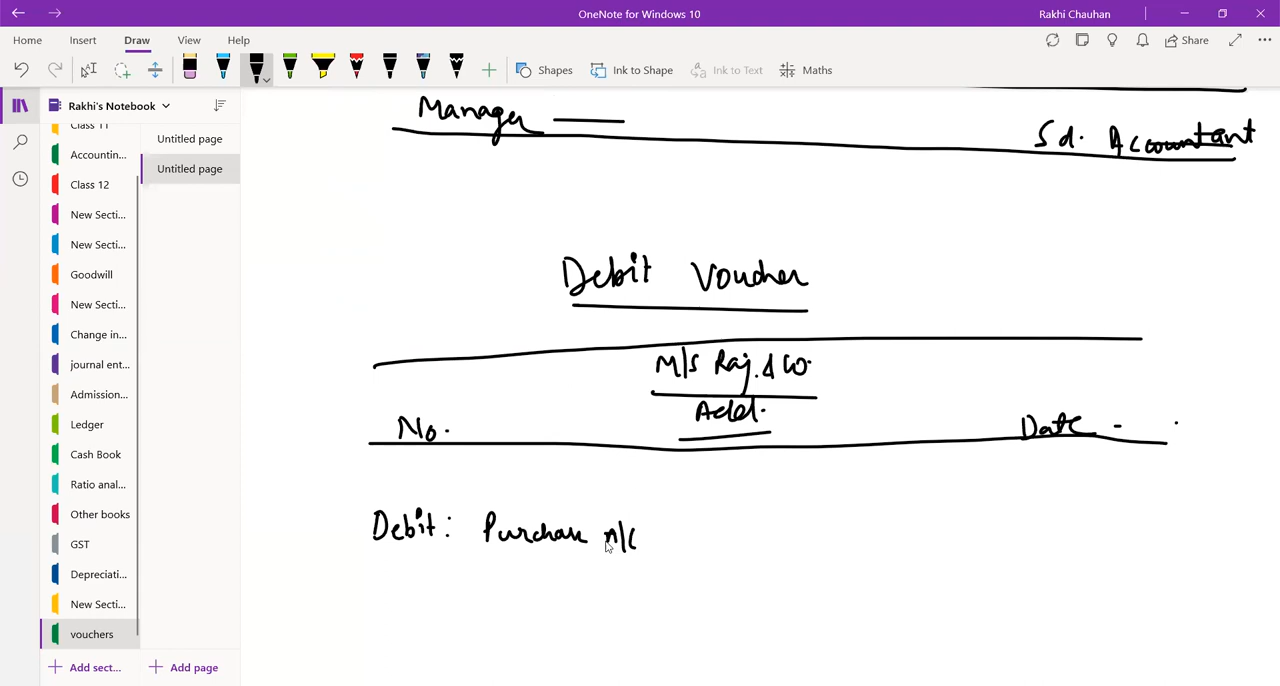 OneNote for Windows 10
Rakhi Chauhan
Home Insert Draw View Help
Share
Shapes Ink to Shape Ink to Text Maths
Rakhi's Notebook
Class 11
Accountin...
Class 12
New Secti...
New Secti...
Goodwill
New Secti...
Change in...
journal ent...
Admission...
Ledger
Cash Book
Ratio anal...
Other books
GST
Depreciati...
New Secti...
vouchers
Add sect...
Untitled page
Untitled page
Add page
Manager
Sd. Accountant
Debit Voucher
M/S Raj. & Co.
Add.
No. Date -
Debit: Purchase A/C